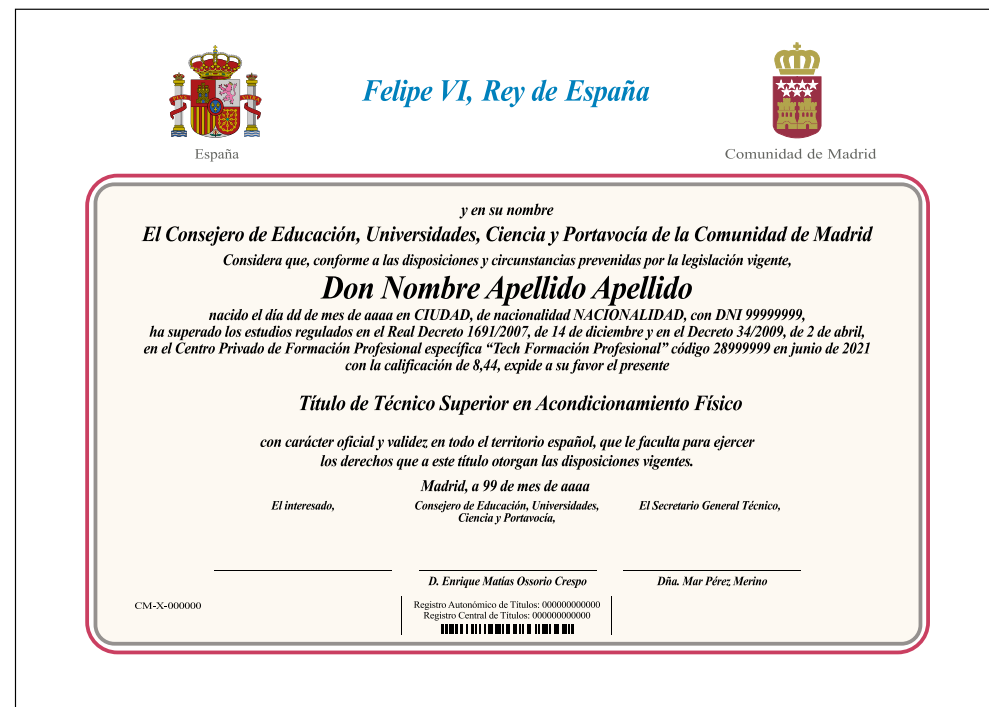 Felipe VI, Rey de España
España
Comunidad de Madrid
y en su nombre
El Consejero de Educación, Universidades, Ciencia y Portavocía de la Comunidad de Madrid
Considera que, conforme a las disposiciones y circunstancias prevenidas por la legislación vigente,
Don Nombre Apellido Apellido
nacido el día dd de mes de aaaa en CIUDAD, de nacionalidad NACIONALIDAD, con DNI 99999999,
ha superado los estudios regulados en el Real Decreto 1691/2007, de 14 de diciembre y en el Decreto 34/2009, de 2 de abril,
en el Centro Privado de Formación Profesional específica “Tech Formación Profesional” código 28999999 en junio de 2021
con la calificación de 8,44, expide a su favor el presente
Título de Técnico Superior en Acondicionamiento Físico
con carácter oficial y validez en todo el territorio español, que le faculta para ejercer
los derechos que a este título otorgan las disposiciones vigentes.
Madrid, a 99 de mes de aaaa
El interesado,
Consejero de Educación, Universidades,
Ciencia y Portavocía,
El Secretario General Técnico,
D. Enrique Matías Ossorio Crespo
Dña. Mar Pérez Merino
CM-X-000000
Registro Autonómico de Títulos: 000000000000
Registro Central de Títulos: 000000000000